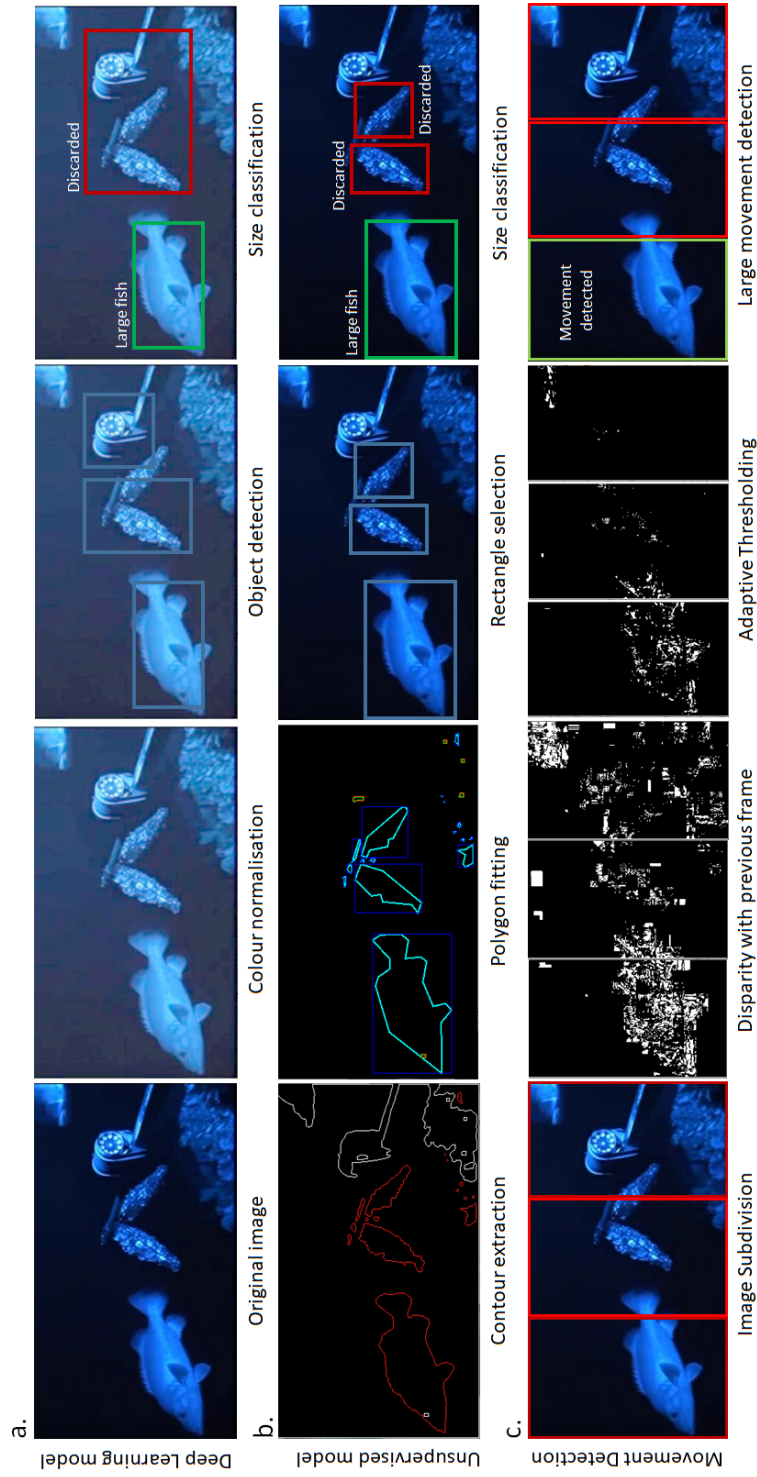 a.
Deep Learning model
Large fish
Discarded
Original image
Colour normalisation
Object detection
Size classification
b.
Unsupervised model
Large fish
Discarded
Discarded
Contour extraction
Polygon fitting
Rectangle selection
Size classification
c.
Movement Detection
Movement
detected
Image Subdivision
Disparity with previous frame
Adaptive Thresholding
Large movement detection